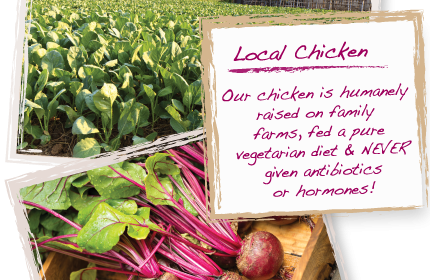 Local Chicken
Our chicken is humanely
raised on family
farms, fed a pure
vegetarian diet & NEVER
given antibiotics
or hormones!